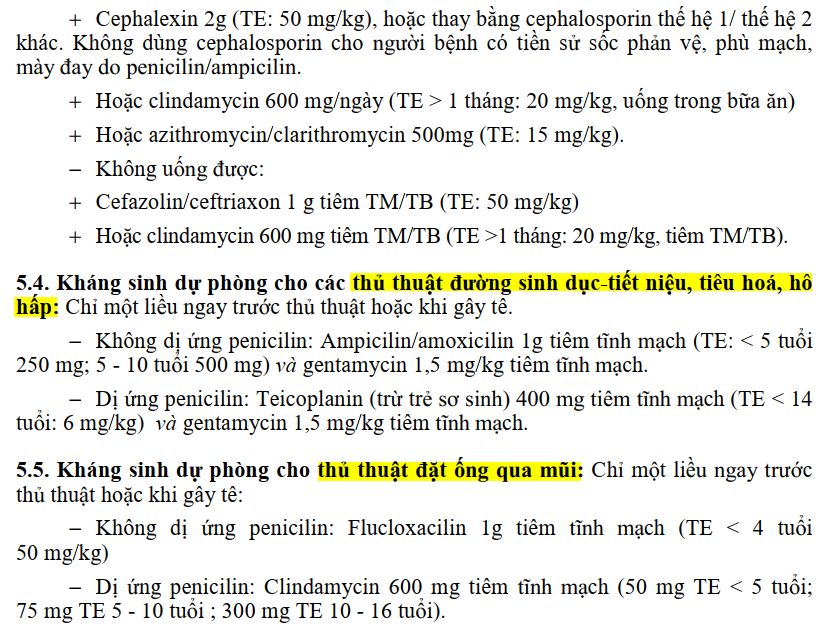 + Cephalexin 2g (TE: 50 mg/kg), hoặc thay bằng cephalosporin thế hệ 1/ thế hệ 2
khác. Không dùng cephalosporin cho người bệnh có tiền sử sốc phản vệ, phù mạch,
mày đay do penicilin/ampicilin.
+ Hoặc clindamycin 600 mg/ngày (TE > 1 tháng: 20 mg/kg, uống trong bữa ăn)
+ Hoặc azithromycin/clarithromycin 500mg (TE: 15 mg/kg).
− Không uống được:
+ Cefazolin/ceftriaxon 1 g tiêm TM/TB (TE: 50 mg/kg)
+ Hoặc clindamycin 600 mg tiêm TM/TB (TE >1 tháng: 20 mg/kg, tiêm TM/TB).
5.4. Kháng sinh dự phòng cho các thủ thuật đường sinh dục-tiết niệu, tiêu hoá, hô
hấp: Chỉ một liều ngay trước thủ thuật hoặc khi gây tê.
− Không dị ứng penicilin: Ampicilin/amoxicilin 1g tiêm tĩnh mạch (TE: < 5 tuổi
250 mg; 5 - 10 tuổi 500 mg) và gentamycin 1,5 mg/kg tiêm tĩnh mạch.
− Dị ứng penicilin: Teicoplanin (trừ trẻ sơ sinh) 400 mg tiêm tĩnh mạch (TE < 14
tuổi: 6 mg/kg) và gentamycin 1,5 mg/kg tiêm tĩnh mạch.
5.5. Kháng sinh dự phòng cho thủ thuật đặt ống qua mũi: Chỉ một liều ngay trước
thủ thuật hoặc khi gây tê:
− Không dị ứng penicilin: Flucloxacilin 1g tiêm tĩnh mạch (TE < 4 tuổi
50 mg/kg)
− Dị ứng penicilin: Clindamycin 600 mg tiêm tĩnh mạch (50 mg TE < 5 tuổi;
75 mg TE 5 - 10 tuổi ; 300 mg TE 10 - 16 tuổi).